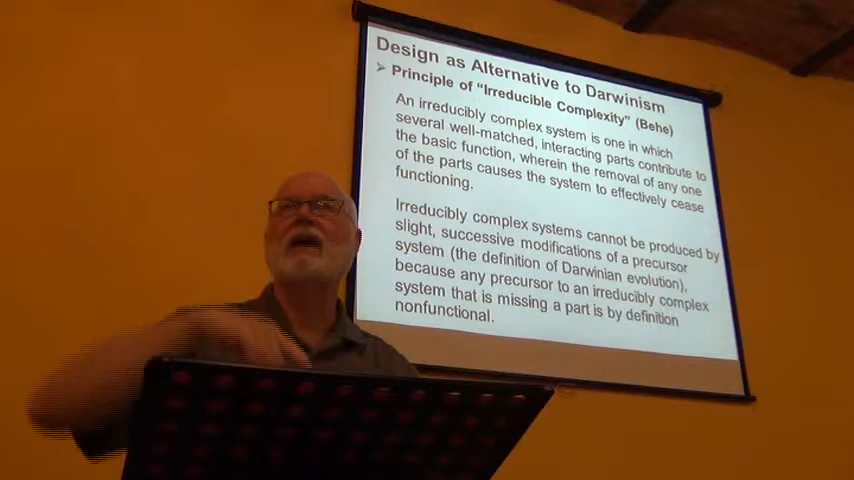 Design as Alternative to Darwinism
➢ Principle of “Irreducible Complexity” (Behe)
An irreducibly complex system is one in which
several well-matched, interacting parts contribute to
the basic function, wherein the removal of any one
of the parts causes the system to effectively cease
functioning.
Irreducibly complex systems cannot be produced by
slight, successive modifications of a precursor
system (the definition of Darwinian evolution),
because any precursor to an irreducibly complex
system that is missing a part is by definition
nonfunctional.